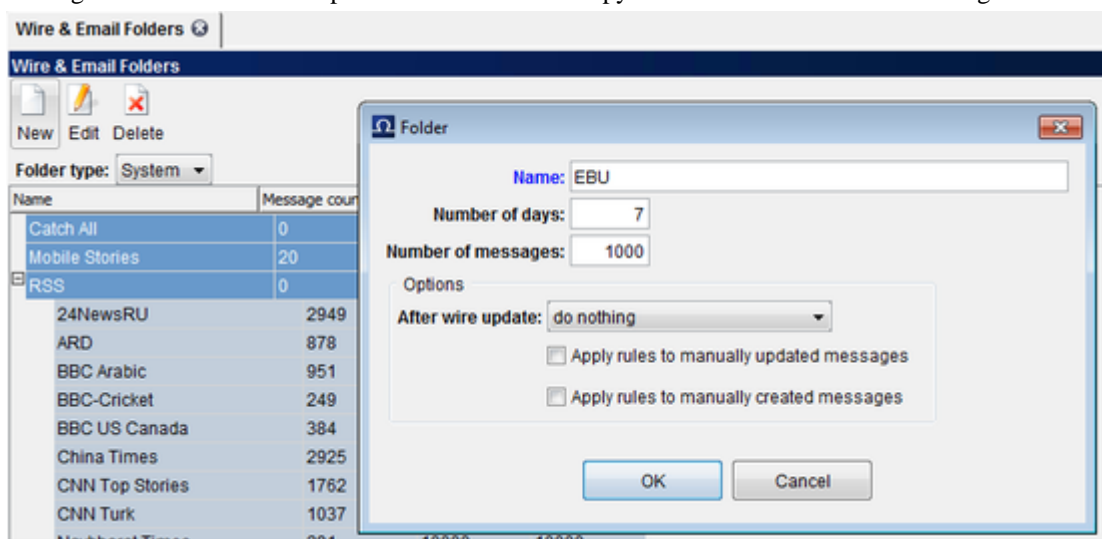 Wire & Email Folders
Wire & Email Folders
New Edit Delete
Folder type: System
Name Message cour
Catch All 0
Mobile Stories 20
RSS 0
24NewsRU 2949
ARD 878
BBC Arabic 951
BBC-Cricket 249
BBC US Canada 384
China Times 2925
CNN Top Stories 1762
CNN Turk 1037
Folder
Name: EBU
Number of days: 7
Number of messages: 1000
Options
After wire update: do nothing
Apply rules to manually updated messages
Apply rules to manually created messages
OK Cancel